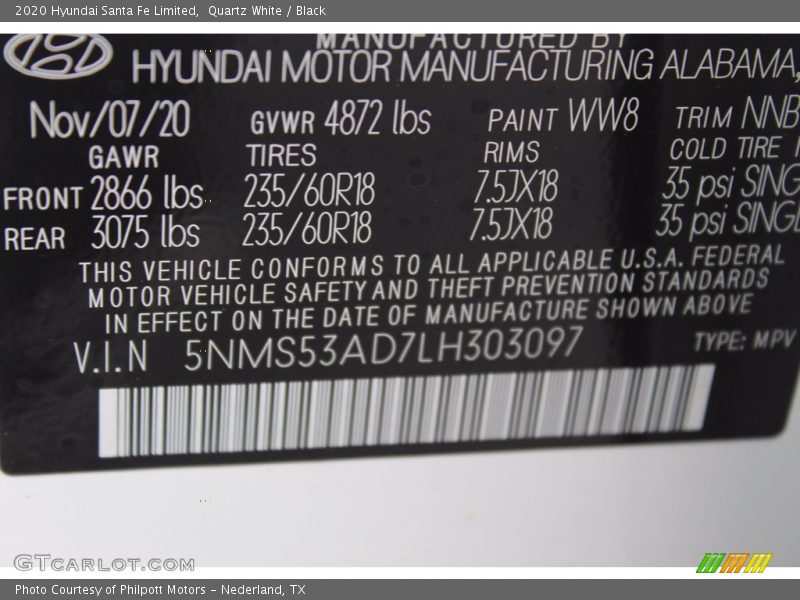 2020 Hyundai Santa Fe Limited, Quartz White / Black
MANUFACTURED BY
HYUNDAI MOTOR MANUFACTURING ALABAMA,
Nov/07/20 GVWR 4872 lbs PAINT WW8 TRIM NNB
GAWR TIRES RIMS COLD TIRE
FRONT 2866 lbs 235/60R18 7.5JX18 35 psi SING
REAR 3075 lbs 235/60R18 7.5JX18 35 psi SINGL
THIS VEHICLE CONFORMS TO ALL APPLICABLE U.S.A. FEDERAL
MOTOR VEHICLE SAFETY AND THEFT PREVENTION STANDARDS
IN EFFECT ON THE DATE OF MANUFACTURE SHOWN ABOVE
V.I.N 5NMS53AD7LH303097 TYPE: MPV
GTCARLOT.COM
Photo Courtesy of Philpott Motors - Nederland, TX